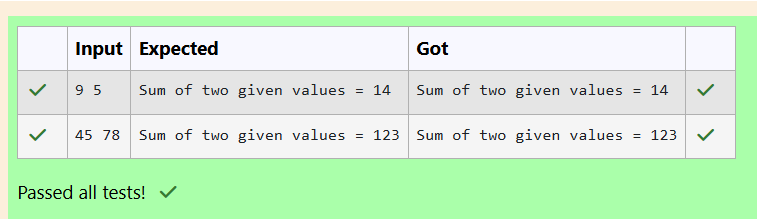 Input Expected Got
9 5 Sum of two given values = 14 Sum of two given values = 14
45 78 Sum of two given values = 123 Sum of two given values = 123
Passed all tests!